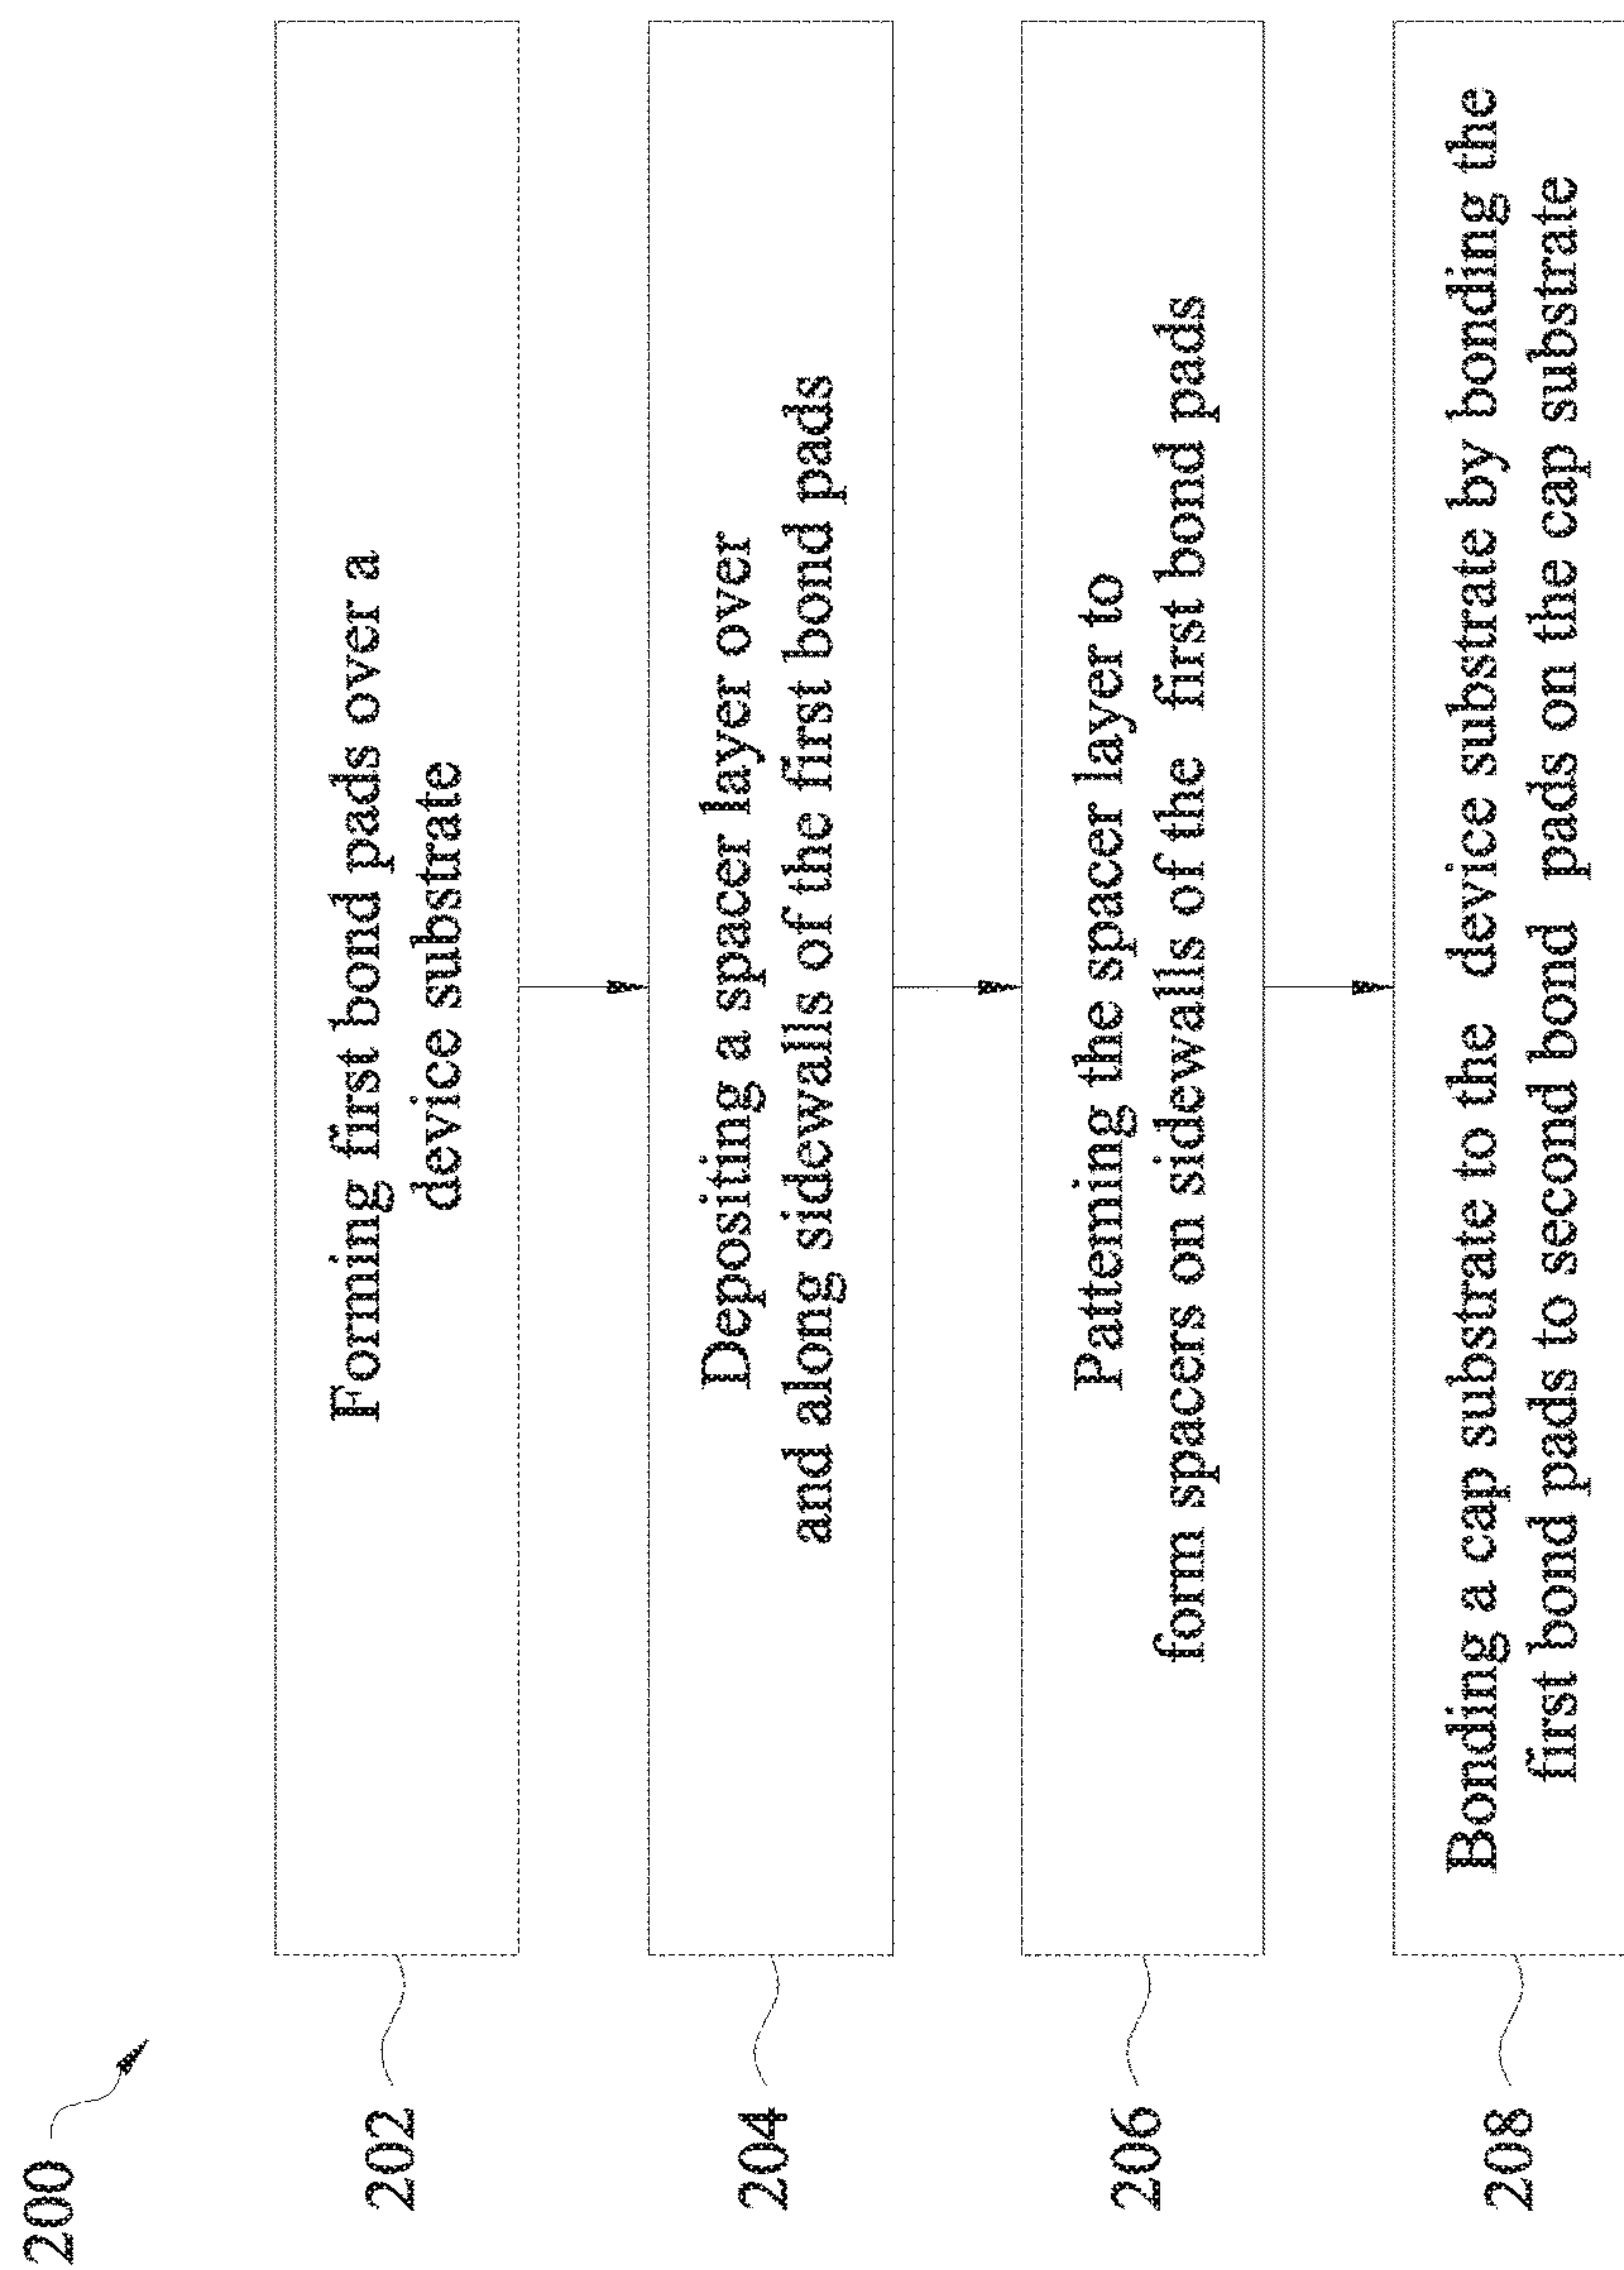 200
202
Forming first bond pads over a
device substrate
204
Depositing a spacer layer over
and along sidewalls of the first bond pads
206
Patterning the spacer layer to
form spacers on sidewalls of the first bond pads
208
Bonding a cap substrate to the device substrate by bonding the
first bond pads to second bond pads on the cap substrate